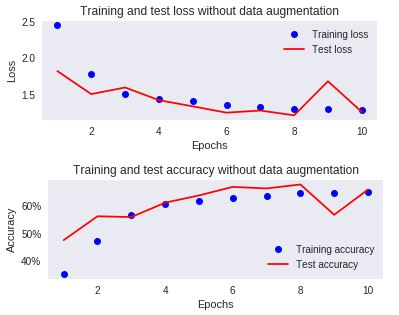 Training and test loss without data augmentation
2.5
2.0
1.5
Loss
Training loss
Test loss
2 4 6 8 10
Epochs
Training and test accuracy without data augmentation
60%
50%
40%
Accuracy
Training accuracy
Test accuracy
2 4 6 8 10
Epochs